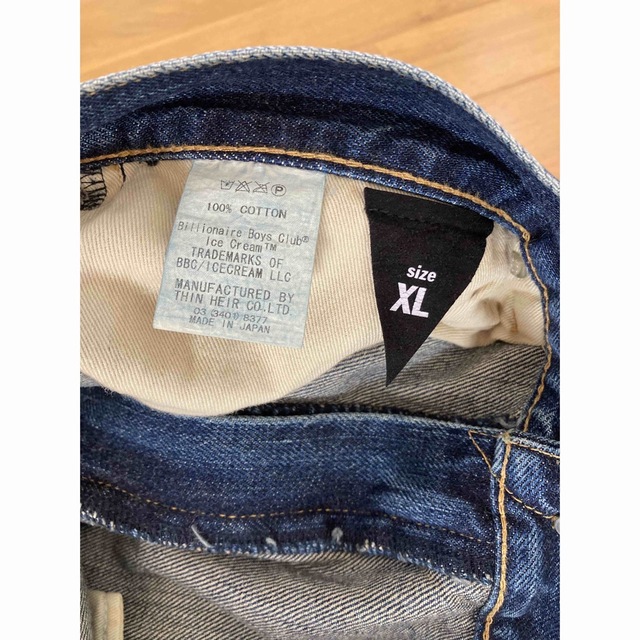 100% COTTON
Billionaire Boys Club®
Ice Cream™
TRADEMARKS OF
BBC/ICECREAM LLC
MANUFACTURED BY
THIN HEIR CO.,LTD.
03 (3401) 8377
MADE IN JAPAN
size
XL